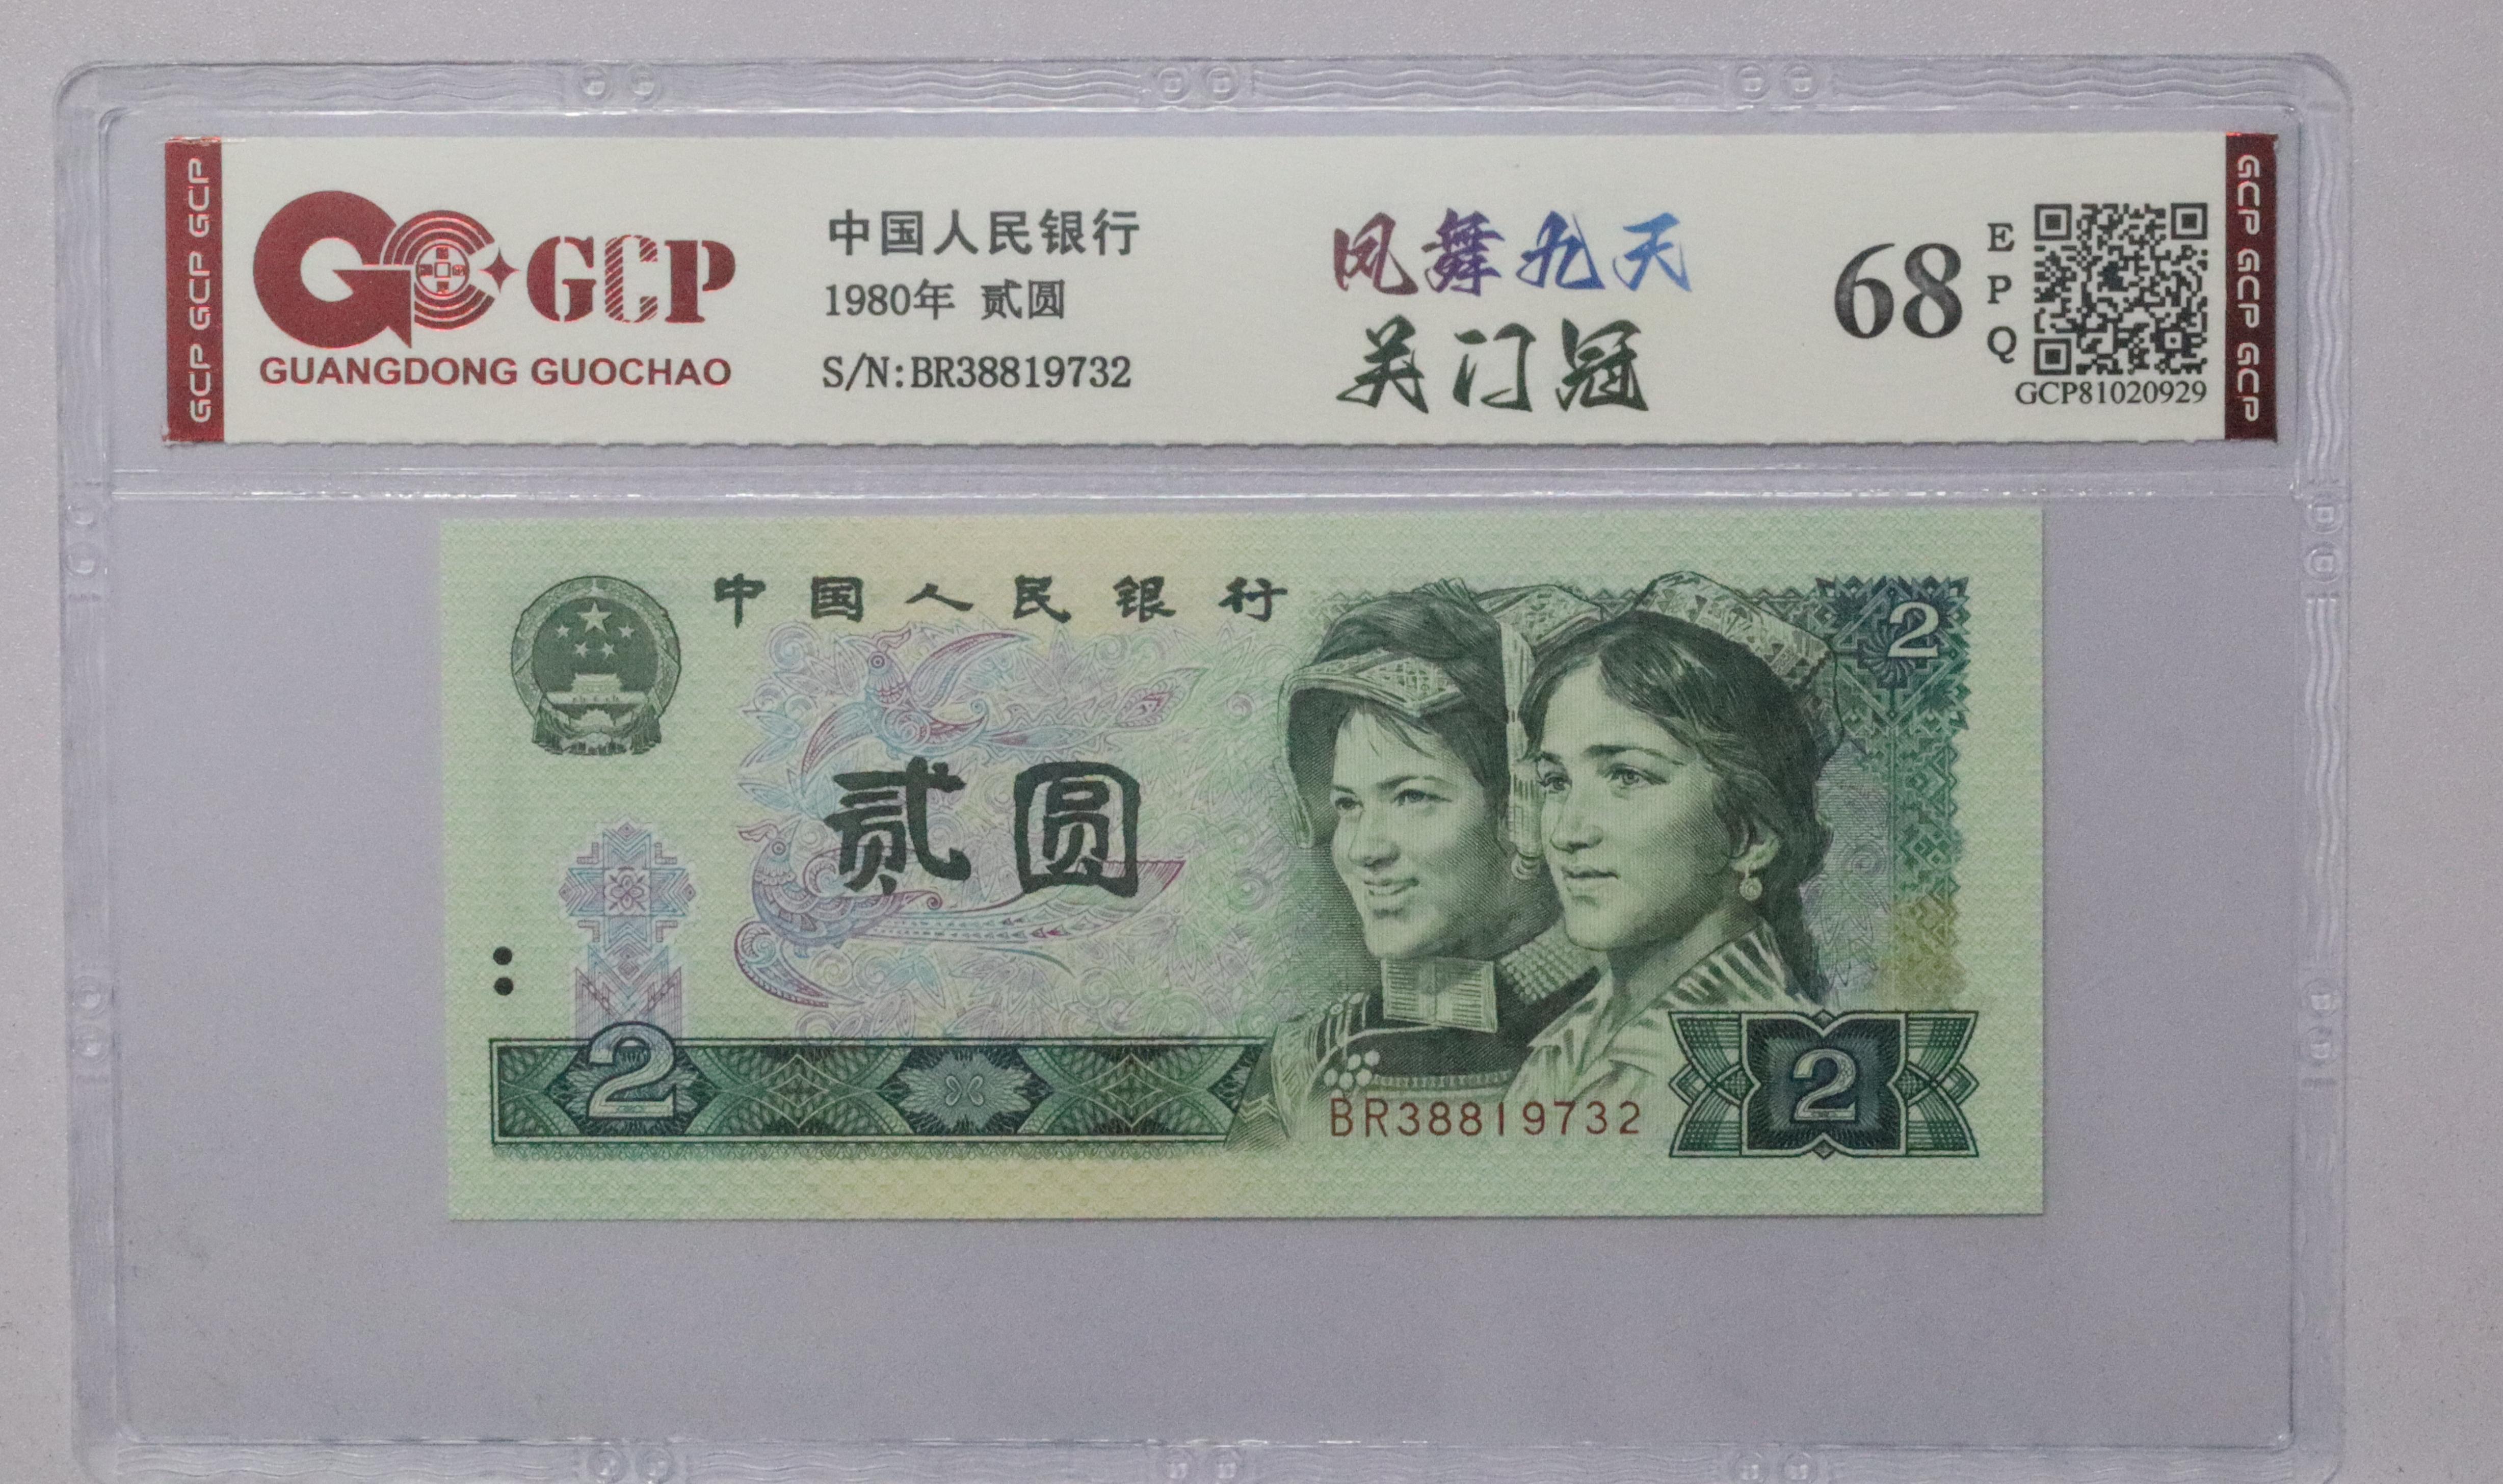 GCP GCP GCP
GCP
GUANGDONG GUOCHAO
中国人民银行
1980年 贰圆
S/N:BR38819732
凤舞九天
关门冠
68
EPQ
GCP81020929
GCP GCP GCP
中国人民银行
2
贰圆
2
BR38819732
2